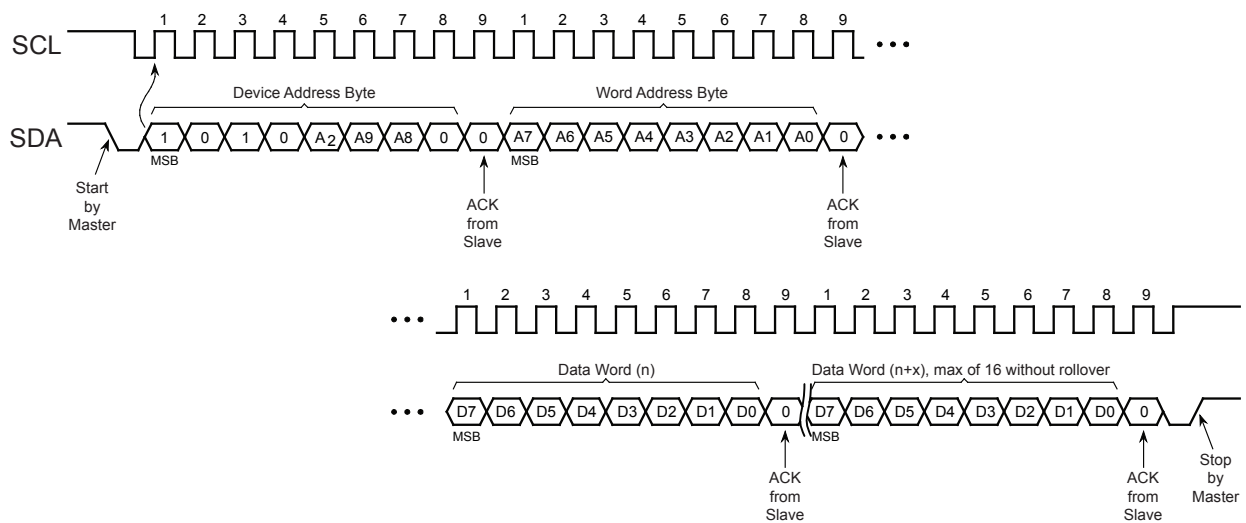 1 2 3 4 5 6 7 8 9 1 2 3 4 5 6 7 8 9
SCL
Device Address Byte Word Address Byte
SDA 1 0 1 0 A2 A9 A8 0 0 A7 A6 A5 A4 A3 A2 A1 A0 0
MSB MSB
Start
by
Master
ACK
from
Slave
ACK
from
Slave
1 2 3 4 5 6 7 8 9 1 2 3 4 5 6 7 8 9
Data Word (n) Data Word (n+x), max of 16 without rollover
D7 D6 D5 D4 D3 D2 D1 D0 0 D7 D6 D5 D4 D3 D2 D1 D0 0
MSB MSB
ACK
from
Slave
ACK
from
Slave
Stop
by
Master